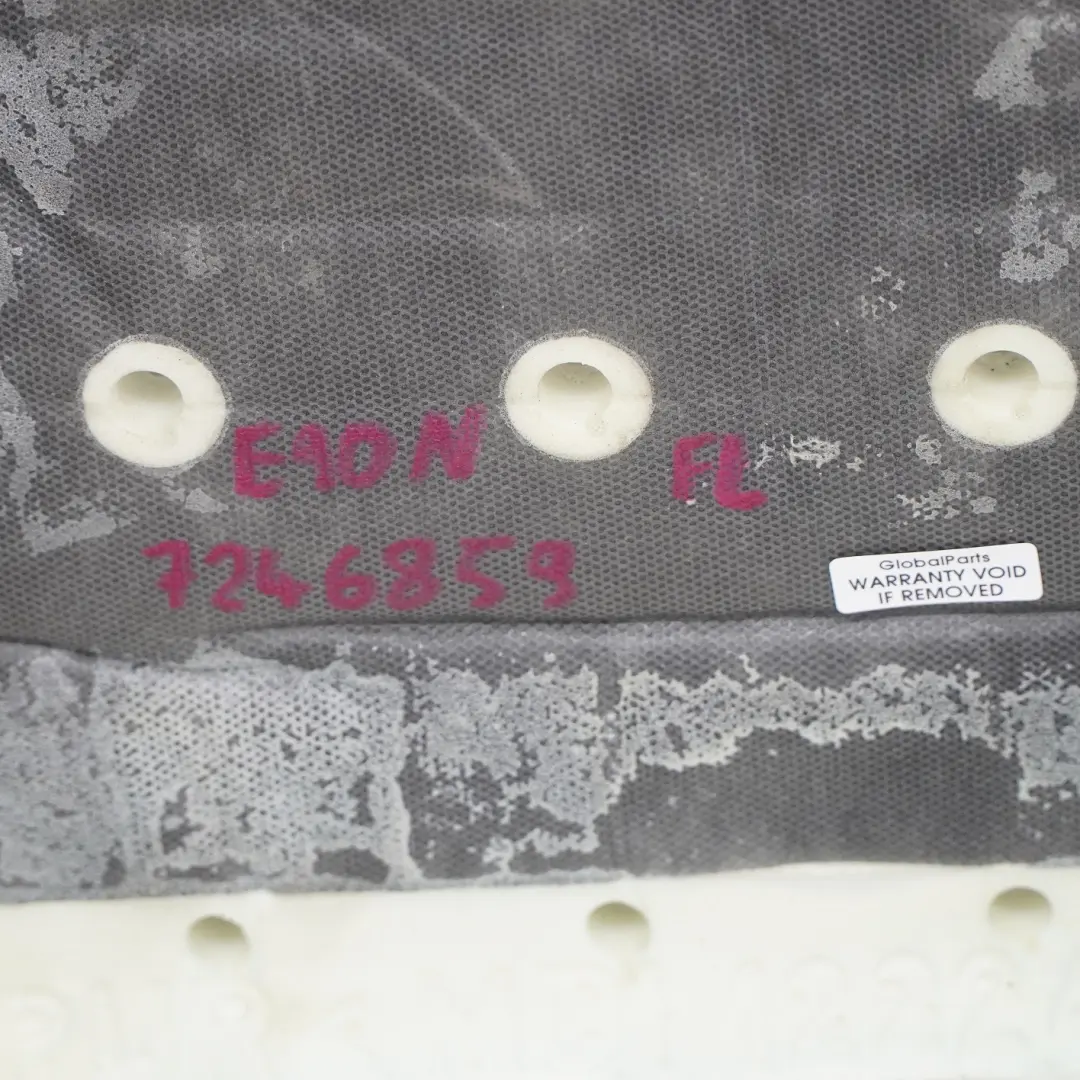 E90N FL
7246859
GlobalParts
WARRANTY VOID
IF REMOVED